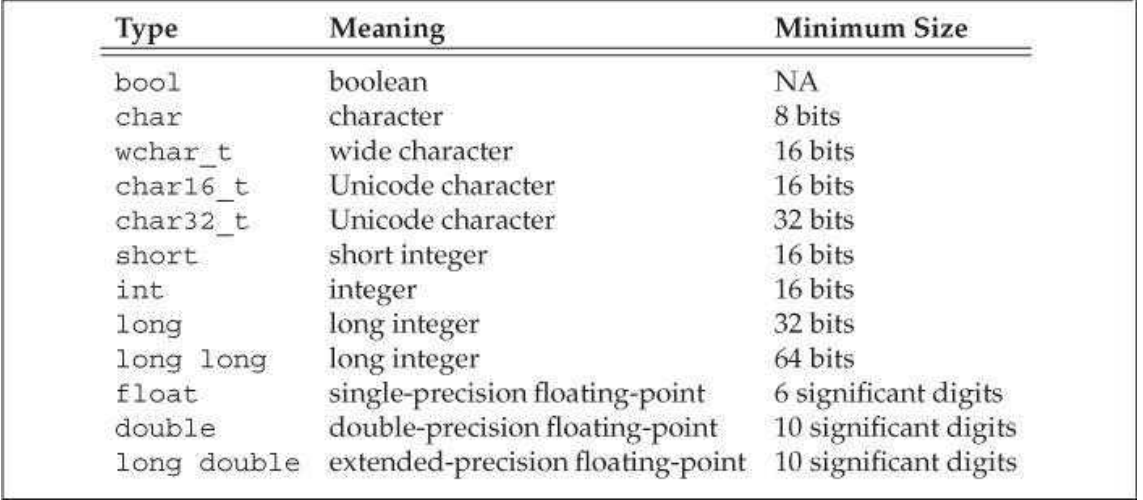 Type Meaning Minimum Size
bool boolean NA
char character 8 bits
wchar_t wide character 16 bits
char16_t Unicode character 16 bits
char32_t Unicode character 32 bits
short short integer 16 bits
int integer 16 bits
long long integer 32 bits
long long long integer 64 bits
float single-precision floating-point 6 significant digits
double double-precision floating-point 10 significant digits
long double extended-precision floating-point 10 significant digits